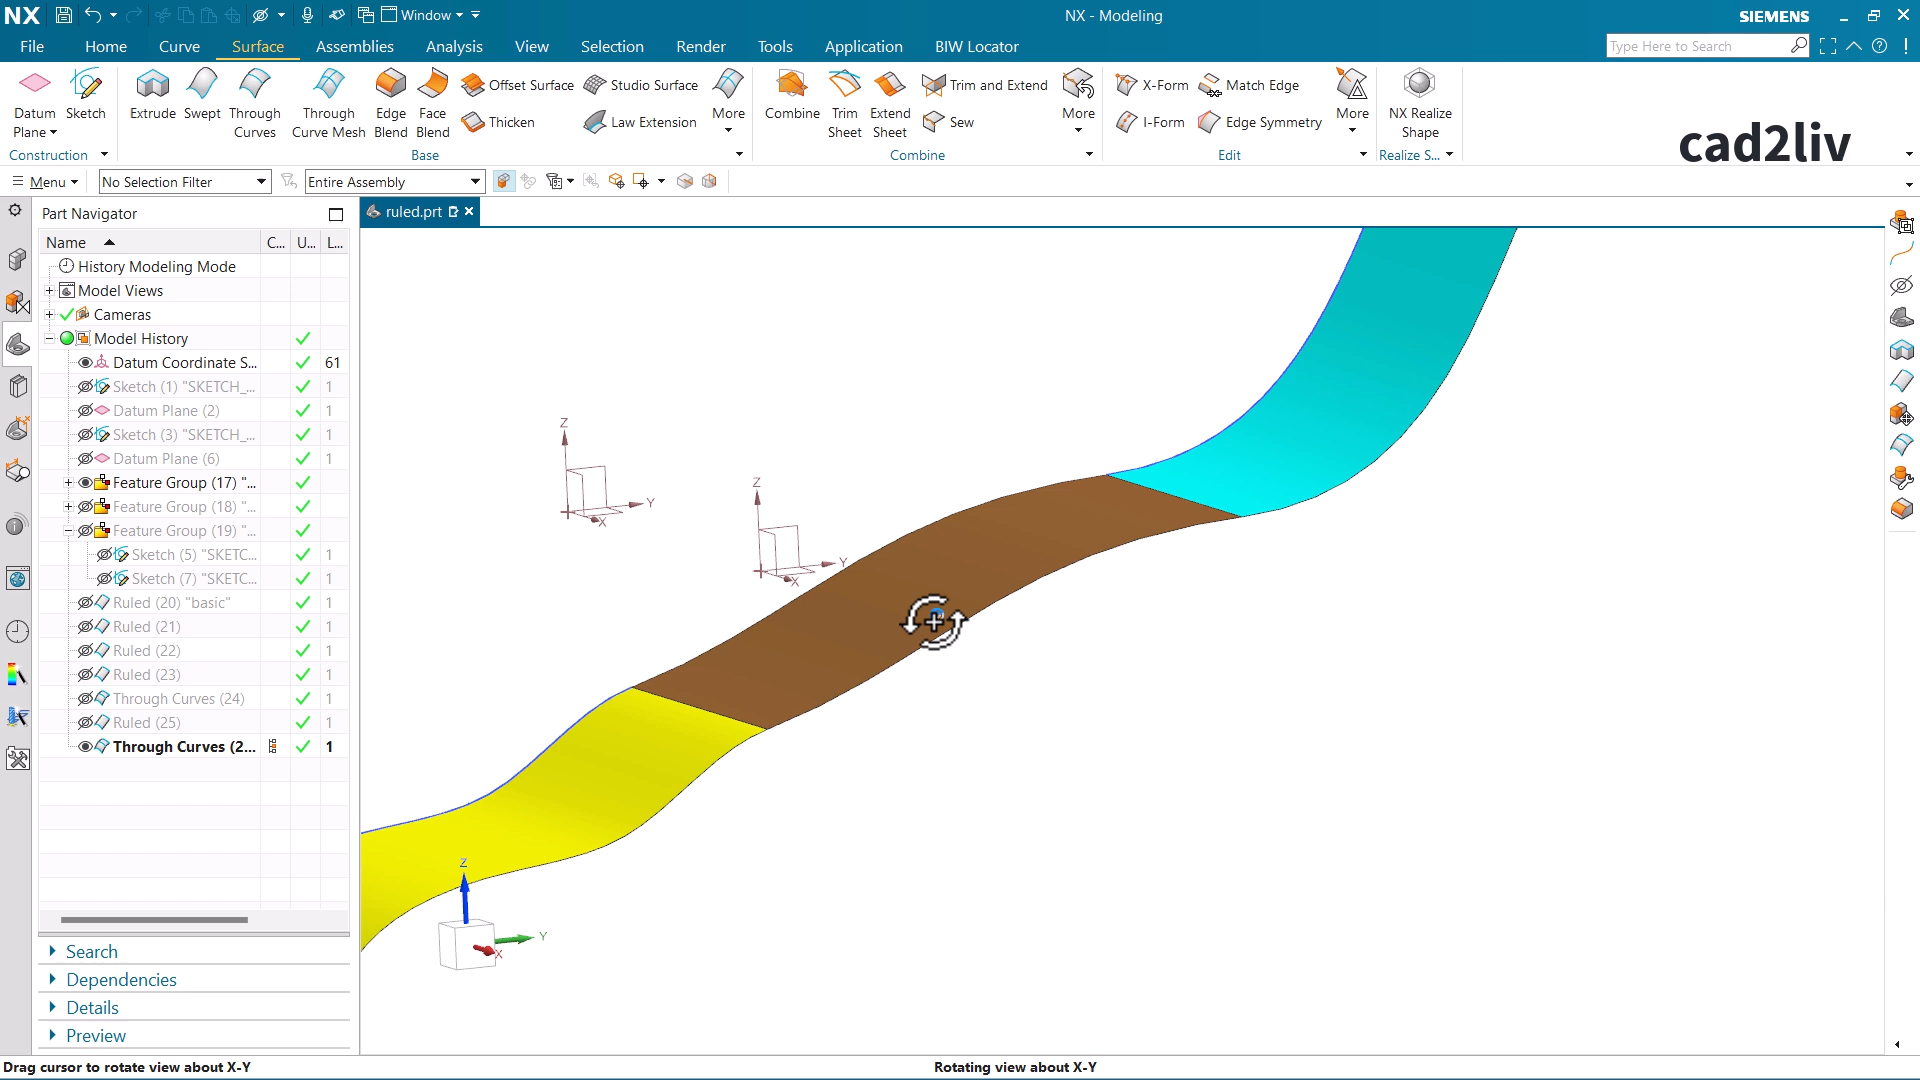 NX Window NX - Modeling SIEMENS
File Home Curve Surface Assemblies Analysis View Selection Render Tools Application BIW Locator Type Here to Search
Datum Plane Sketch Extrude Swept Through Curves Through Curve Mesh Edge Blend Face Blend Offset Surface Studio Surface More Combine Trim Sheet Extend Sheet Trim and Extend More X-Form Match Edge More NX Realize Shape
Thicken Law Extension Sew I-Form Edge Symmetry
Construction Base Combine Edit Realize S...
cad2liv
Menu No Selection Filter Entire Assembly
Part Navigator
ruled.prt
Name C... U... L...
History Modeling Mode
Model Views
Cameras
Model History
Datum Coordinate S... 61
Sketch (1) "SKETCH_... 1
Datum Plane (2) 1
Sketch (3) "SKETCH_... 1
Datum Plane (6) 1
Feature Group (17) "...
Feature Group (18) "...
Feature Group (19) "...
Sketch (5) "SKETC... 1
Sketch (7) "SKETC... 1
Ruled (20) "basic" 1
Ruled (21) 1
Ruled (22) 1
Ruled (23) 1
Through Curves (24) 1
Ruled (25) 1
Through Curves (2... 1
Z
Y
X
Z
Y
X
Z
Y
X
Search
Dependencies
Details
Preview
Drag cursor to rotate view about X-Y Rotating view about X-Y